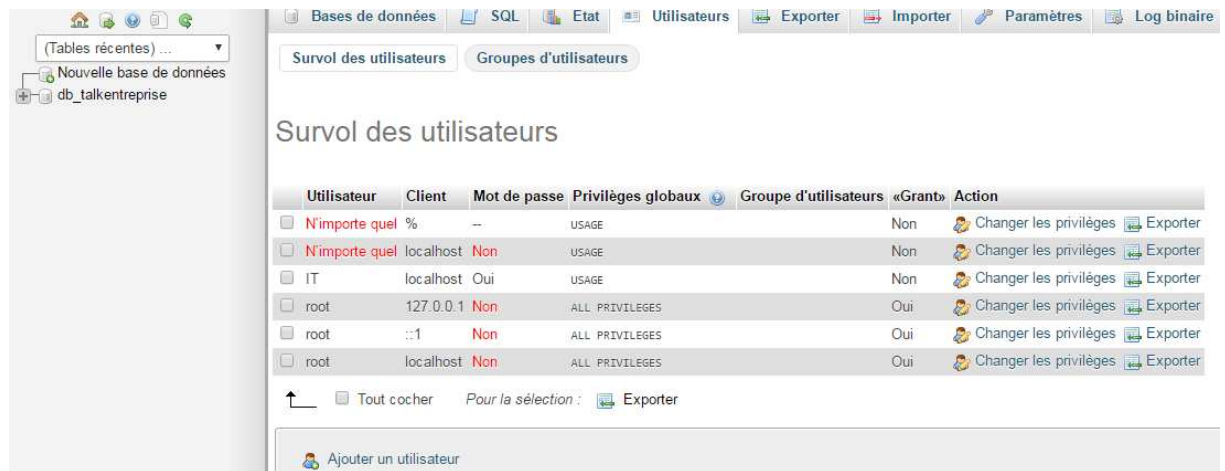 Bases de données SQL Etat Utilisateurs Exporter Importer Paramètres Log binaire
(Tables récentes) ...
Nouvelle base de données
db_talkentreprise
Survol des utilisateurs Groupes d'utilisateurs
Survol des utilisateurs
Utilisateur Client Mot de passe Privilèges globaux Groupe d'utilisateurs «Grant» Action
N'importe quel % -- USAGE Non Changer les privilèges Exporter
N'importe quel localhost Non USAGE Non Changer les privilèges Exporter
IT localhost Oui USAGE Non Changer les privilèges Exporter
root 127.0.0.1 Non ALL PRIVILEGES Oui Changer les privilèges Exporter
root ::1 Non ALL PRIVILEGES Oui Changer les privilèges Exporter
root localhost Non ALL PRIVILEGES Oui Changer les privilèges Exporter
Tout cocher Pour la sélection : Exporter
Ajouter un utilisateur